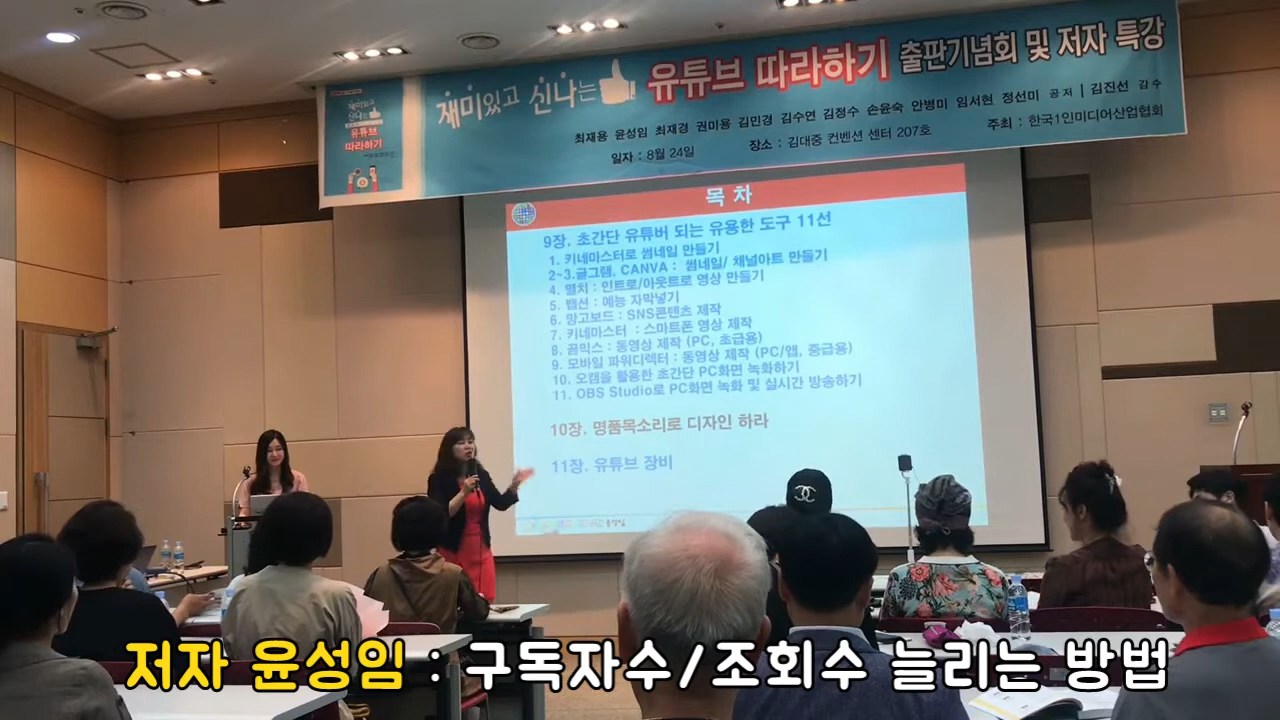 재미있고 신나는 유튜브 따라하기 출판기념회 및 저자 특강
최재용 윤성임 최재경 권미용 김민경 김수연 김정수 손윤숙 안병미 임서현 정선미 공저 | 김진선 감수
일자 : 8월 24일 장소 : 김대중 컨벤션 센터 207호 주최 : 한국1인미디어산업협회
재미있고
신나는
유튜브
따라하기
목 차
9장. 초간단 유튜버 되는 유용한 도구 11선
1. 키네마스터로 썸네일 만들기
2~3.글그램, CANVA : 썸네일/ 채널아트 만들기
4. 멸치 : 인트로/아웃트로 영상 만들기
5. 뱁션 : 예능 자막넣기
6. 망고보드 : SNS콘텐츠 제작
7. 키네마스터 : 스마트폰 영상 제작
8. 곰믹스 : 동영상 제작 (PC, 초급용)
9. 모바일 파워디렉터 : 동영상 제작 (PC/앱, 중급용)
10. 오캠을 활용한 초간단 PC화면 녹화하기
11. OBS Studio로 PC화면 녹화 및 실시간 방송하기
10장. 명품목소리로 디자인 하라
11장. 유튜브 장비
저자 윤성임 : 구독자수/조회수 늘리는 방법